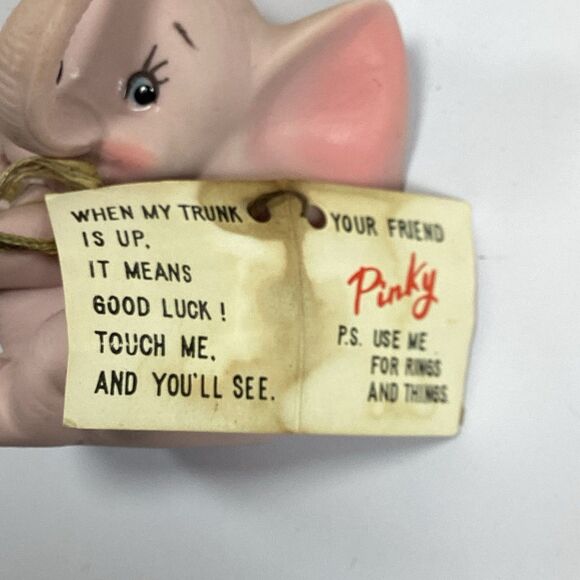 WHEN MY TRUNK
IS UP,
IT MEANS
GOOD LUCK!
TOUCH ME,
AND YOU'LL SEE.
YOUR FRIEND
Pinky
P.S. USE ME
FOR RINGS
AND THINGS.